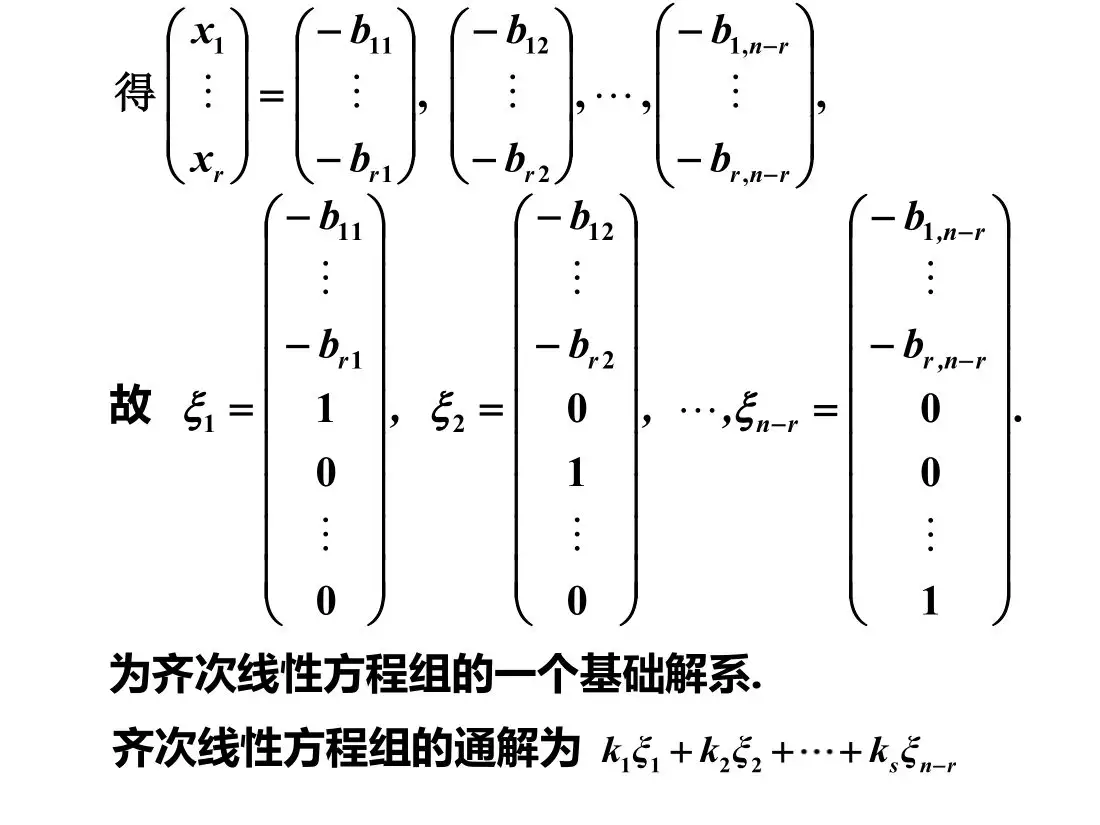 得 (x₁ ⋮ xᵣ) = (−b₁₁ ⋮ −bᵣ₁), (−b₁₂ ⋮ −bᵣ₂), ⋯, (−b₁,ₙ₋ᵣ ⋮ −bᵣ,ₙ₋ᵣ),
故 ξ₁ = (−b₁₁ ⋮ −bᵣ₁ 1 0 ⋮ 0), ξ₂ = (−b₁₂ ⋮ −bᵣ₂ 0 1 ⋮ 0), ⋯,ξₙ₋ᵣ = (−b₁,ₙ₋ᵣ ⋮ −bᵣ,ₙ₋ᵣ 0 0 ⋮ 1).
为齐次线性方程组的一个基础解系.
齐次线性方程组的通解为 k₁ξ₁ + k₂ξ₂ + ⋯ + kₛξₙ₋ᵣ